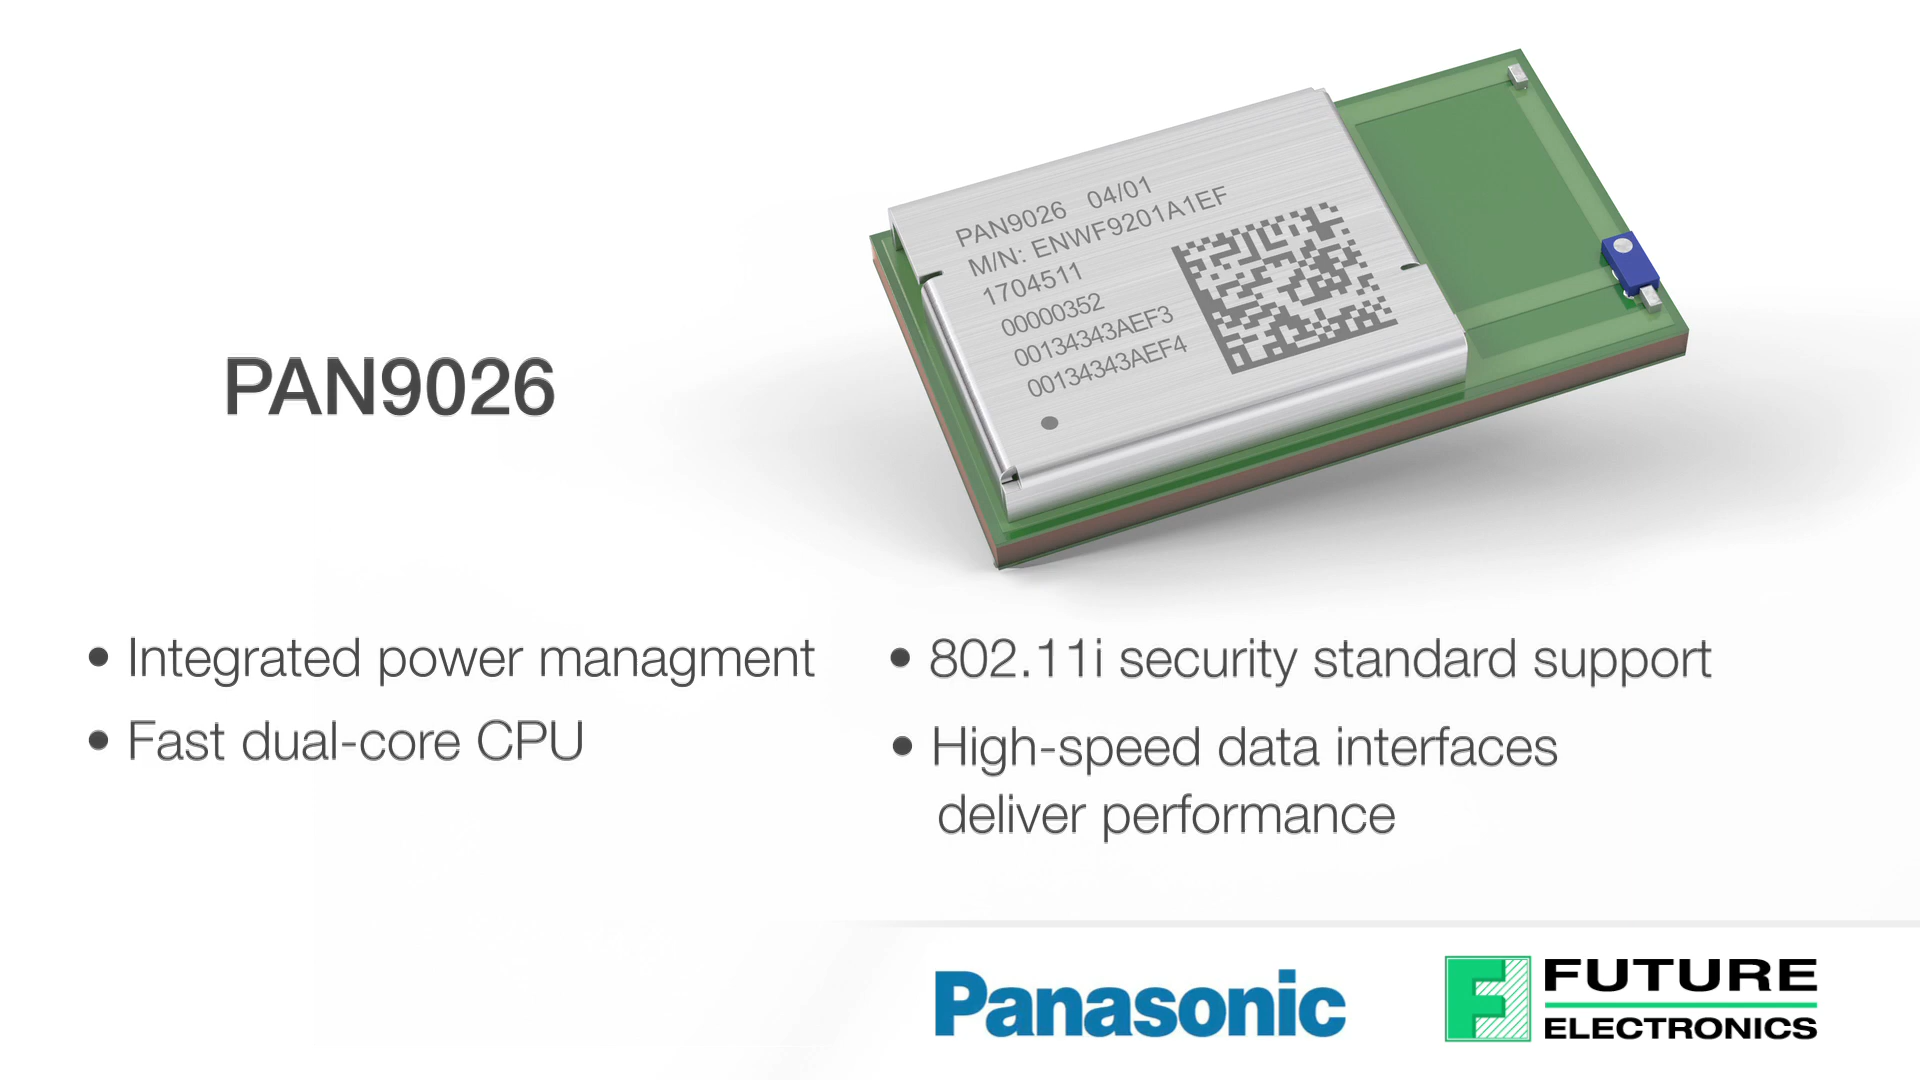 PAN9026 04/01
M/N: ENWF9201A1EF
1704511
00000352
00134343AEF3
00134343AEF4
PAN9026
• Integrated power managment
• Fast dual-core CPU
• 802.11i security standard support
• High-speed data interfaces
deliver performance
Panasonic
F FUTURE
ELECTRONICS